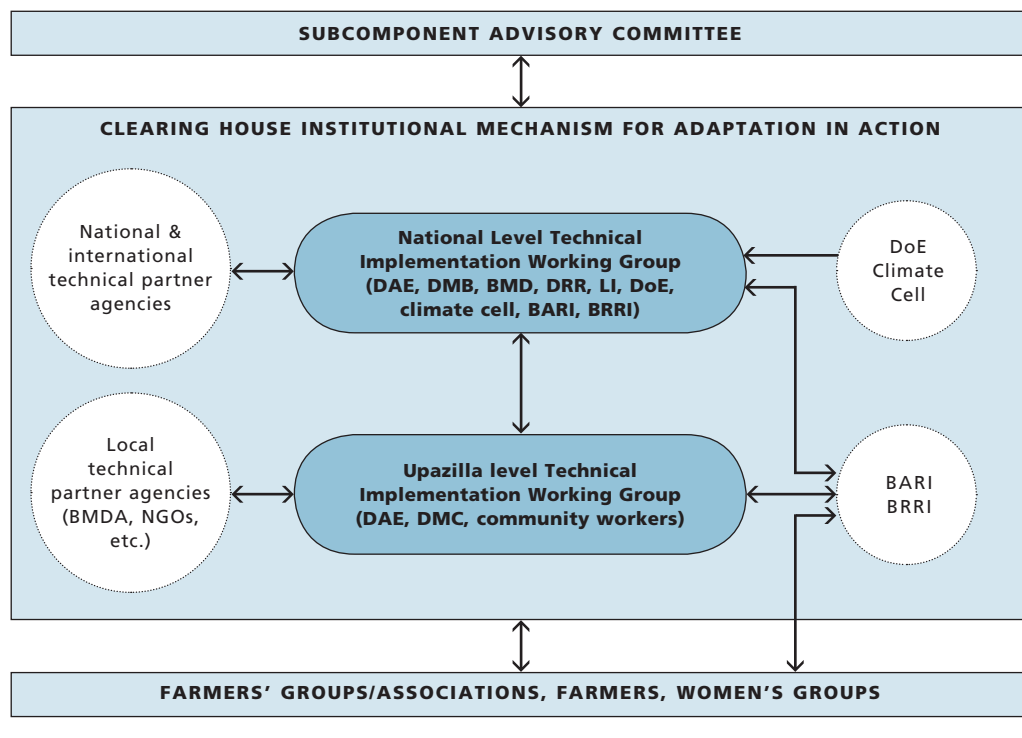 SUBCOMPONENT ADVISORY COMMITTEE
CLEARING HOUSE INSTITUTIONAL MECHANISM FOR ADAPTATION IN ACTION
National &
international
technical partner
agencies
National Level Technical
Implementation Working Group
(DAE, DMB, BMD, DRR, LI, DoE,
climate cell, BARI, BRRI)
DoE
Climate
Cell
Local
technical
partner agencies
(BMDA, NGOs,
etc.)
Upazilla level Technical
Implementation Working Group
(DAE, DMC, community workers)
BARI
BRRI
FARMERS’ GROUPS/ASSOCIATIONS, FARMERS, WOMEN’S GROUPS